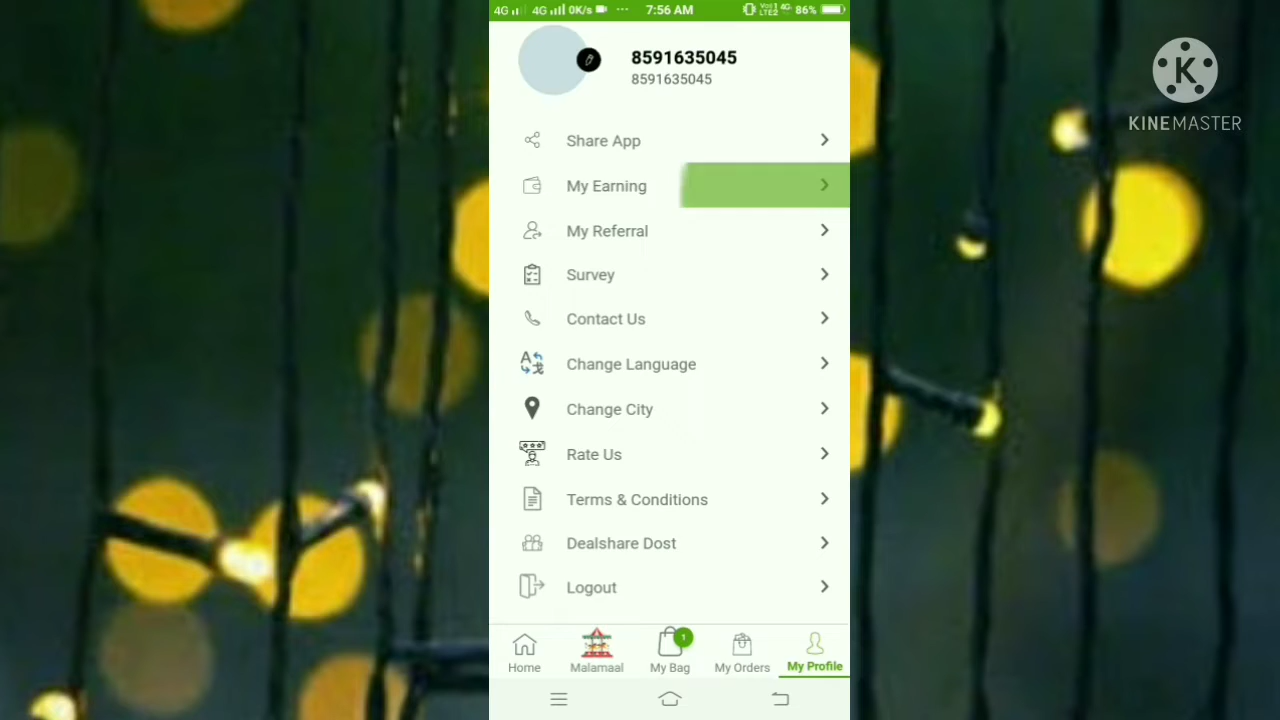 4G 4G 0K/s ... 7:56 AM 4G 86%
8591635045
8591635045
KINEMASTER
Share App
My Earning
My Referral
Survey
Contact Us
Change Language
Change City
Rate Us
Terms & Conditions
Dealshare Dost
Logout
1
Home Malamaal My Bag My Orders My Profile